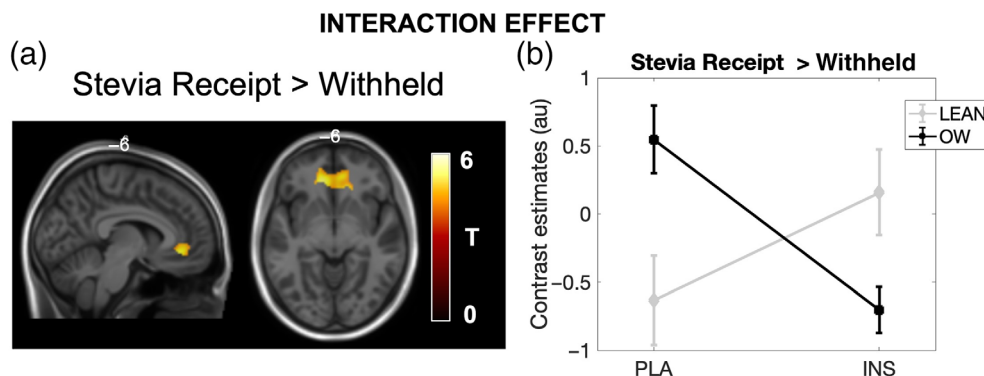 INTERACTION EFFECT
(a)
Stevia Receipt > Withheld
−6
−6
6
T
0
(b)
Stevia Receipt > Withheld
Contrast estimates (au)
1
0.5
0
−0.5
−1
PLA
INS
LEAN
OW